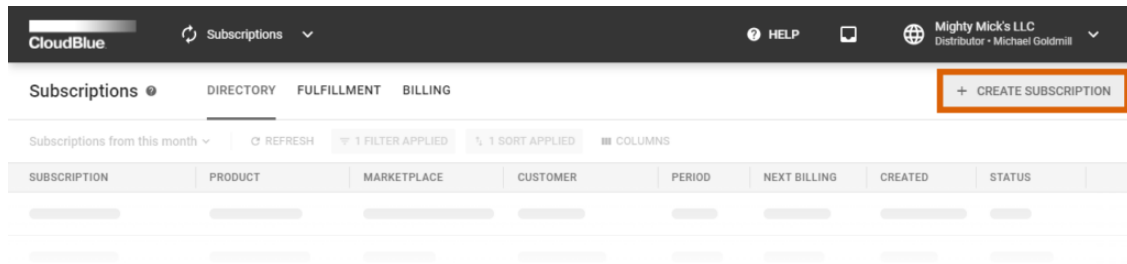 CloudBlue
Subscriptions
HELP
Mighty Mick's LLC
Distributor • Michael Goldmill
Subscriptions
DIRECTORY FULFILLMENT BILLING
+ CREATE SUBSCRIPTION
Subscriptions from this month
REFRESH
1 FILTER APPLIED
1 SORT APPLIED
COLUMNS
SUBSCRIPTION PRODUCT MARKETPLACE CUSTOMER PERIOD NEXT BILLING CREATED STATUS